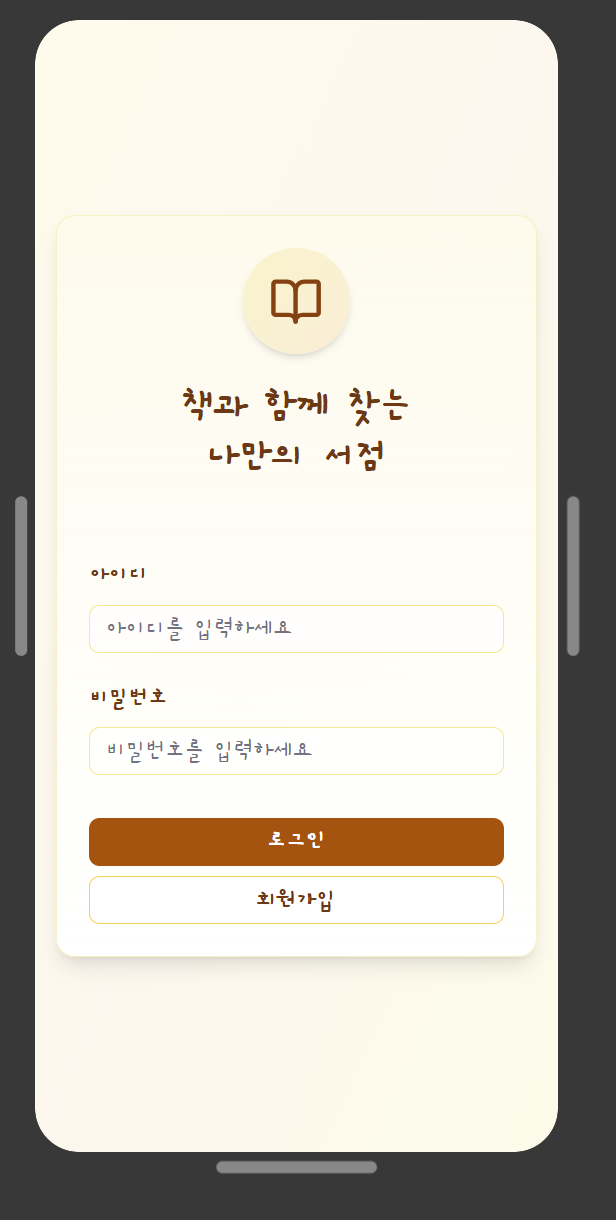 책과 함께 찾는
나만의 서점
아이디
아이디를 입력하세요
비밀번호
비밀번호를 입력하세요
로그인
회원가입